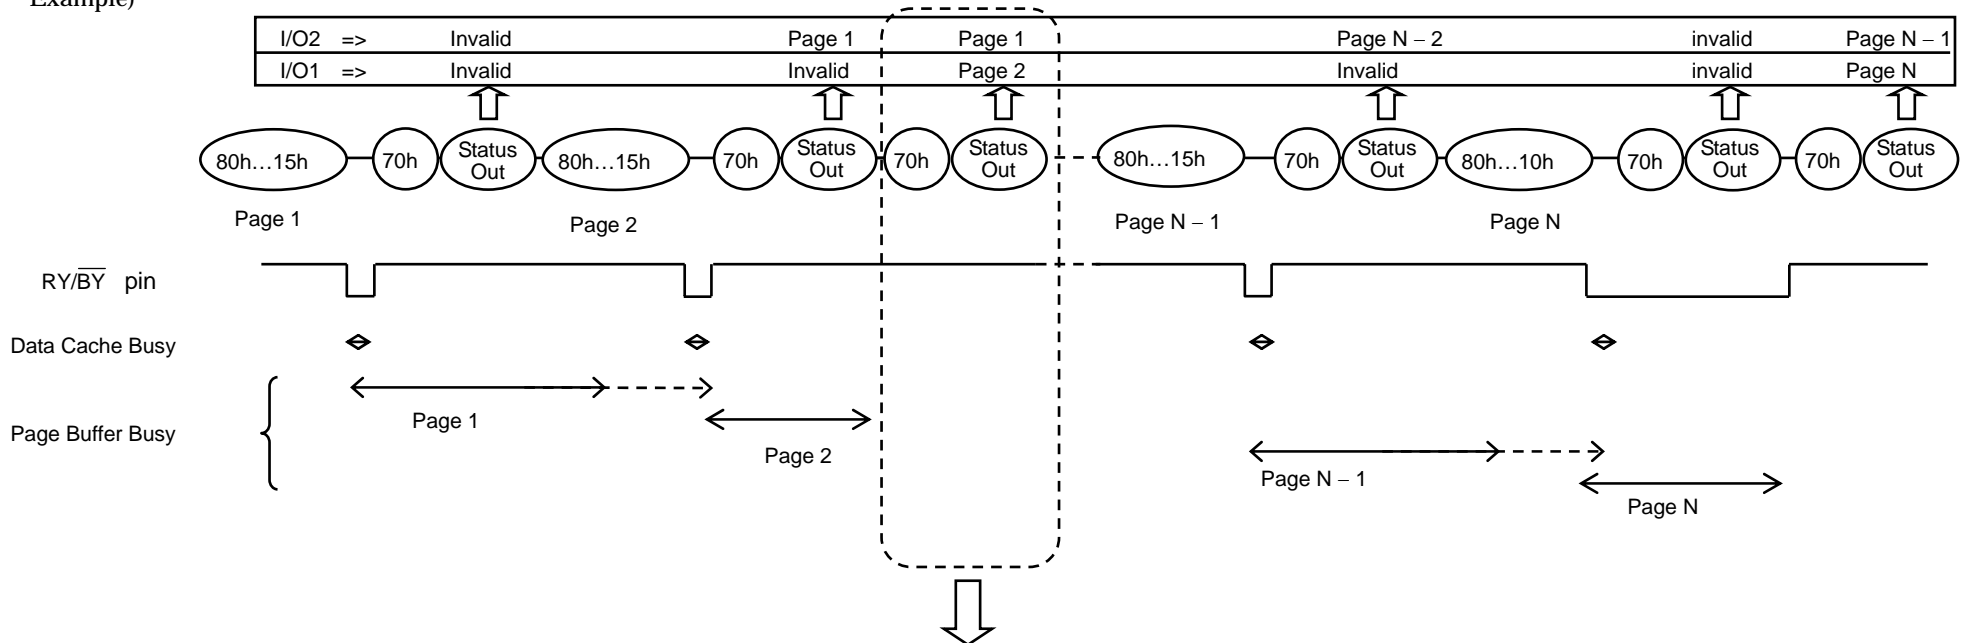 Example)
I/O2 => Invalid Page 1 Page 1 Page N – 2 invalid Page N – 1
I/O1 => Invalid Invalid Page 2 Invalid invalid Page N
80h…15h 70h Status Out 80h…15h 70h Status Out 70h Status Out 80h…15h 70h Status Out 80h…10h 70h Status Out 70h Status Out
Page 1 Page 2 Page N – 1 Page N
RY/BY pin
Data Cache Busy
Page Buffer Busy
Page 1
Page 2
Page N – 1
Page N